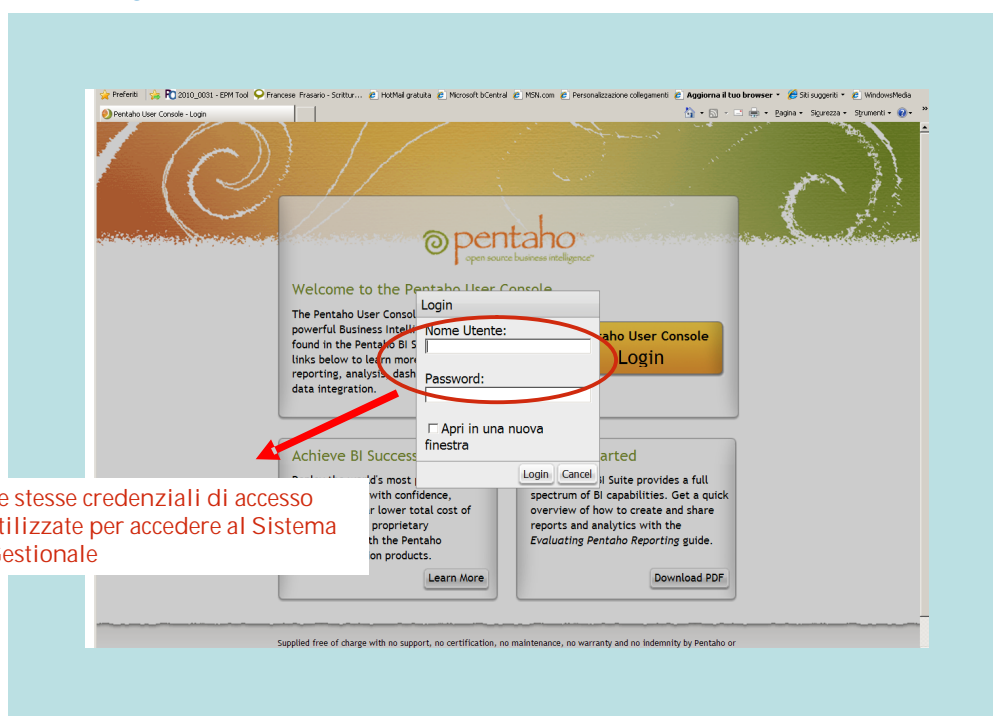 Preferiti 2010_0031 - EPM Tool Francese Frasario - Scrittur... HotMail gratuita Microsoft bCentral MSN.com Personalizzazione collegamenti Aggiorna il tuo browser Siti suggeriti WindowsMedia
Pentaho User Console - Login Pagina Sicurezza Strumenti
pentaho
open source business intelligence
Welcome to the Pentaho User Console
The Pentaho User Consol
powerful Business Intelli
found in the Pentaho BI S
links below to learn more
reporting, analysis, dash
data integration.
Login
Nome Utente:
Password:
Apri in una nuova
finestra
Login Cancel
aho User Console
Login
Achieve BI Success
d's most
with confidence,
r lower total cost of
proprietary
th the Pentaho
on products.
Learn More
arted
I Suite provides a full
spectrum of BI capabilities. Get a quick
overview of how to create and share
reports and analytics with the
Evaluating Pentaho Reporting guide.
Download PDF
e stesse credenziali di accesso
tilizzate per accedere al Sistema
estionale
Supplied free of charge with no support, no certification, no maintenance, no warranty and no indemnity by Pentaho or